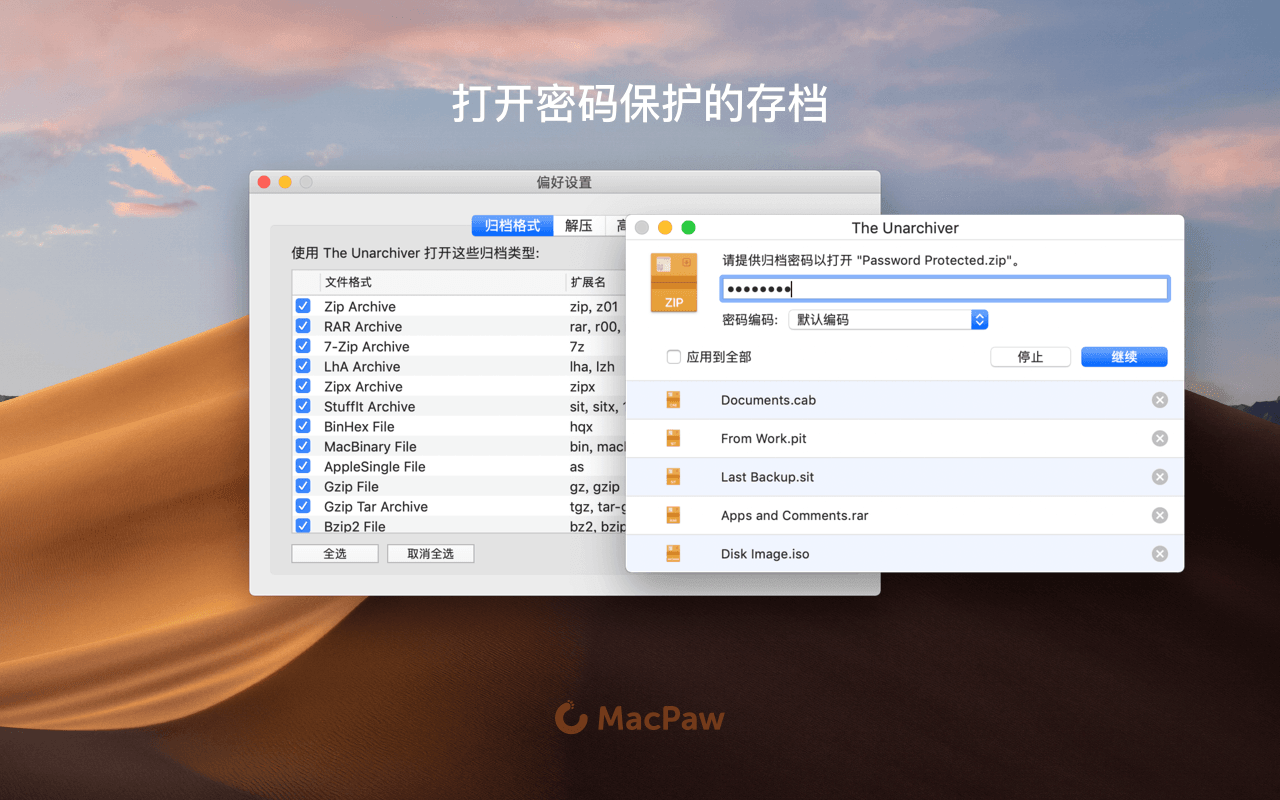 打开密码保护的存档
偏好设置
归档格式 解压 高
使用 The Unarchiver 打开这些归档类型:
文件格式 扩展名
Zip Archive zip, z01
RAR Archive rar, r00,
7-Zip Archive 7z
LhA Archive lha, lzh
Zipx Archive zipx
StuffIt Archive sit, sitx,
BinHex File hqx
MacBinary File bin, macl
AppleSingle File as
Gzip File gz, gzip
Gzip Tar Archive tgz, tar-g
Bzip2 File bz2, bzip
全选 取消全选
The Unarchiver
请提供归档密码以打开 "Password Protected.zip"。
ZIP
••••••••
密码编码: 默认编码
应用到全部 停止 继续
Documents.cab
From Work.pit
Last Backup.sit
Apps and Comments.rar
Disk Image.iso
MacPaw